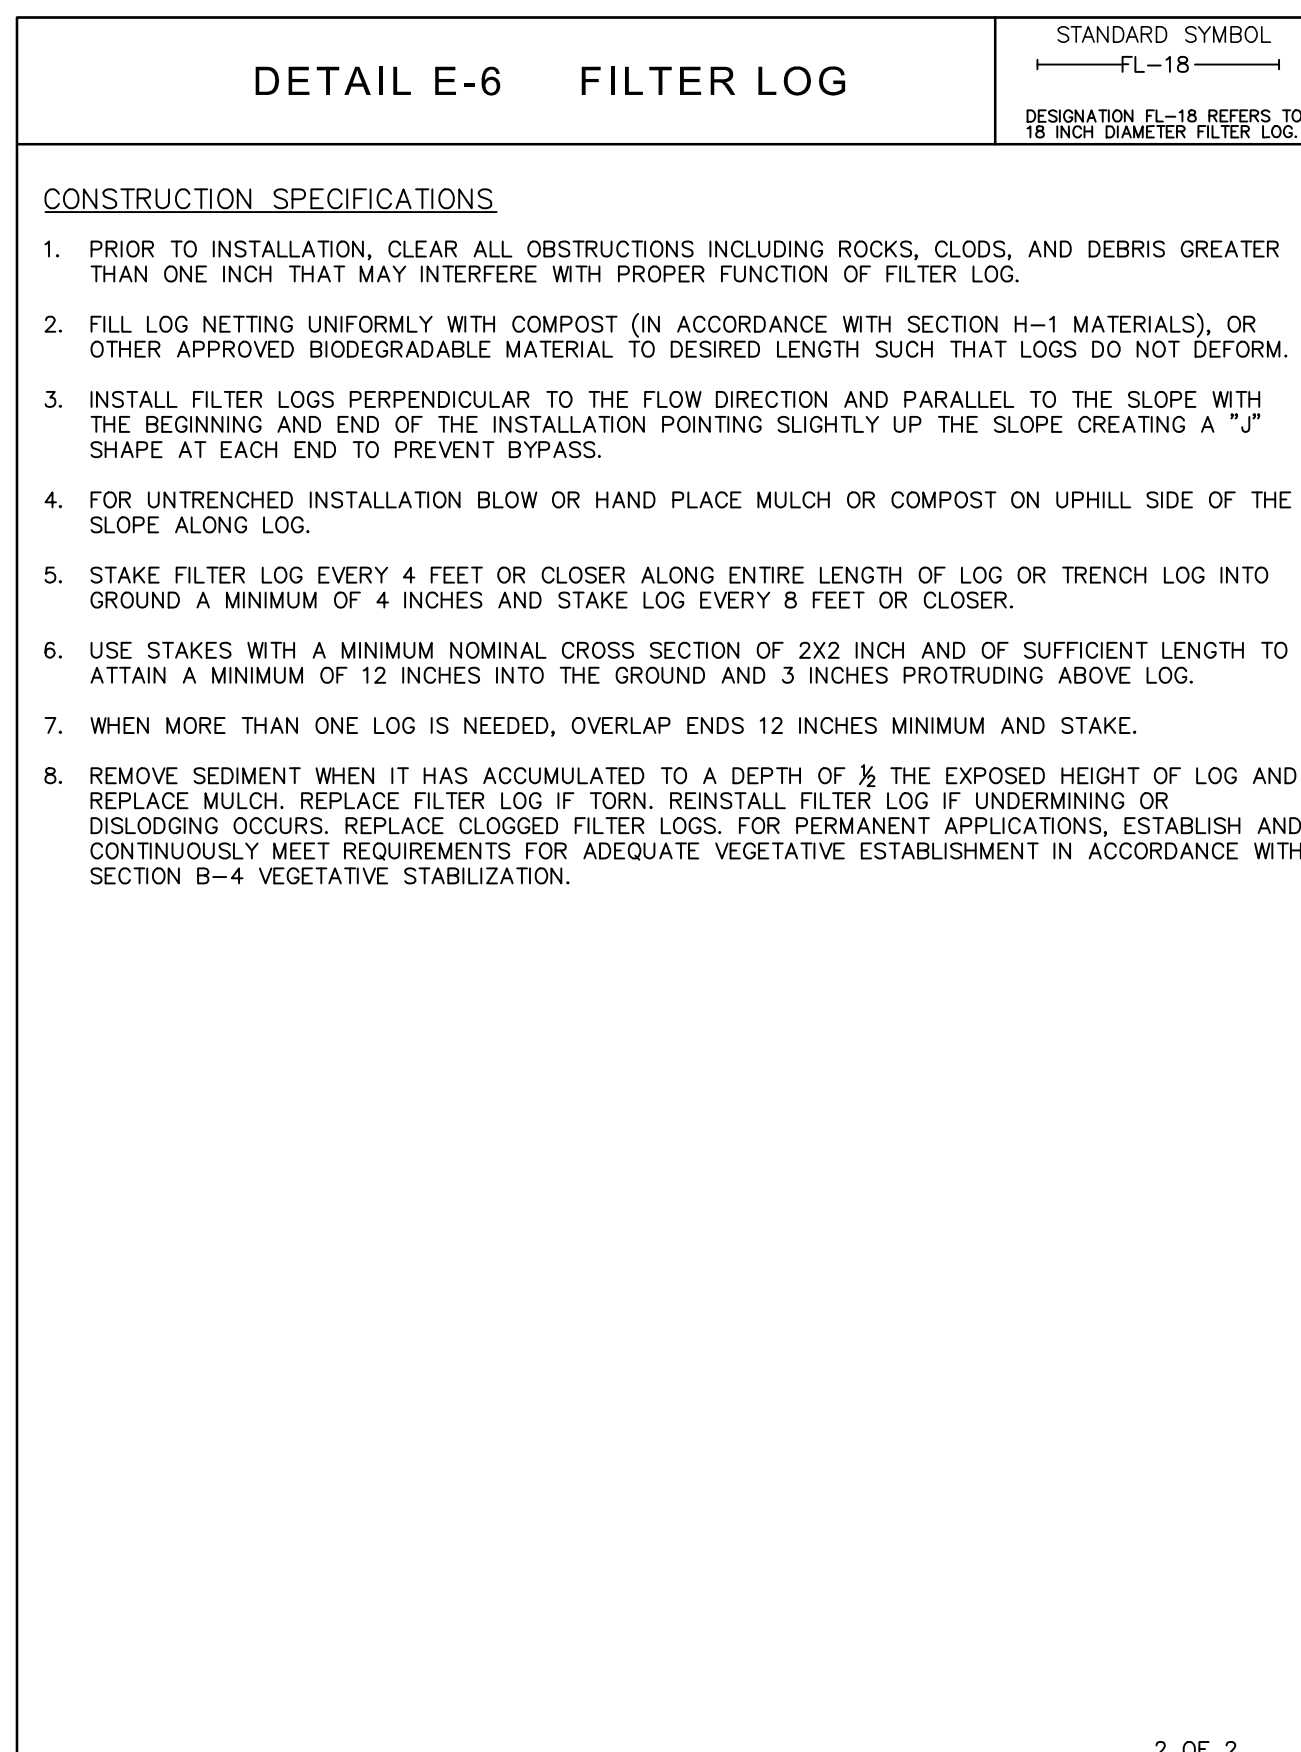 DETAIL E-6 FILTER LOG
STANDARD SYMBOL
FL-18
DESIGNATION FL-18 REFERS TO
18 INCH DIAMETER FILTER LOG.
CONSTRUCTION SPECIFICATIONS
1. PRIOR TO INSTALLATION, CLEAR ALL OBSTRUCTIONS INCLUDING ROCKS, CLODS, AND DEBRIS GREATER
THAN ONE INCH THAT MAY INTERFERE WITH PROPER FUNCTION OF FILTER LOG.
2. FILL LOG NETTING UNIFORMLY WITH COMPOST (IN ACCORDANCE WITH SECTION H-1 MATERIALS), OR
OTHER APPROVED BIODEGRADABLE MATERIAL TO DESIRED LENGTH SUCH THAT LOGS DO NOT DEFORM.
3. INSTALL FILTER LOGS PERPENDICULAR TO THE FLOW DIRECTION AND PARALLEL TO THE SLOPE WITH
THE BEGINNING AND END OF THE INSTALLATION POINTING SLIGHTLY UP THE SLOPE CREATING A "J"
SHAPE AT EACH END TO PREVENT BYPASS.
4. FOR UNTRENCHED INSTALLATION BLOW OR HAND PLACE MULCH OR COMPOST ON UPHILL SIDE OF THE
SLOPE ALONG LOG.
5. STAKE FILTER LOG EVERY 4 FEET OR CLOSER ALONG ENTIRE LENGTH OF LOG OR TRENCH LOG INTO
GROUND A MINIMUM OF 4 INCHES AND STAKE LOG EVERY 8 FEET OR CLOSER.
6. USE STAKES WITH A MINIMUM NOMINAL CROSS SECTION OF 2X2 INCH AND OF SUFFICIENT LENGTH TO
ATTAIN A MINIMUM OF 12 INCHES INTO THE GROUND AND 3 INCHES PROTRUDING ABOVE LOG.
7. WHEN MORE THAN ONE LOG IS NEEDED, OVERLAP ENDS 12 INCHES MINIMUM AND STAKE.
8. REMOVE SEDIMENT WHEN IT HAS ACCUMULATED TO A DEPTH OF ½ THE EXPOSED HEIGHT OF LOG AND
REPLACE MULCH. REPLACE FILTER LOG IF TORN. REINSTALL FILTER LOG IF UNDERMINING OR
DISLODGING OCCURS. REPLACE CLOGGED FILTER LOGS. FOR PERMANENT APPLICATIONS, ESTABLISH AND
CONTINUOUSLY MEET REQUIREMENTS FOR ADEQUATE VEGETATIVE ESTABLISHMENT IN ACCORDANCE WITH
SECTION B-4 VEGETATIVE STABILIZATION.
2 OF 2